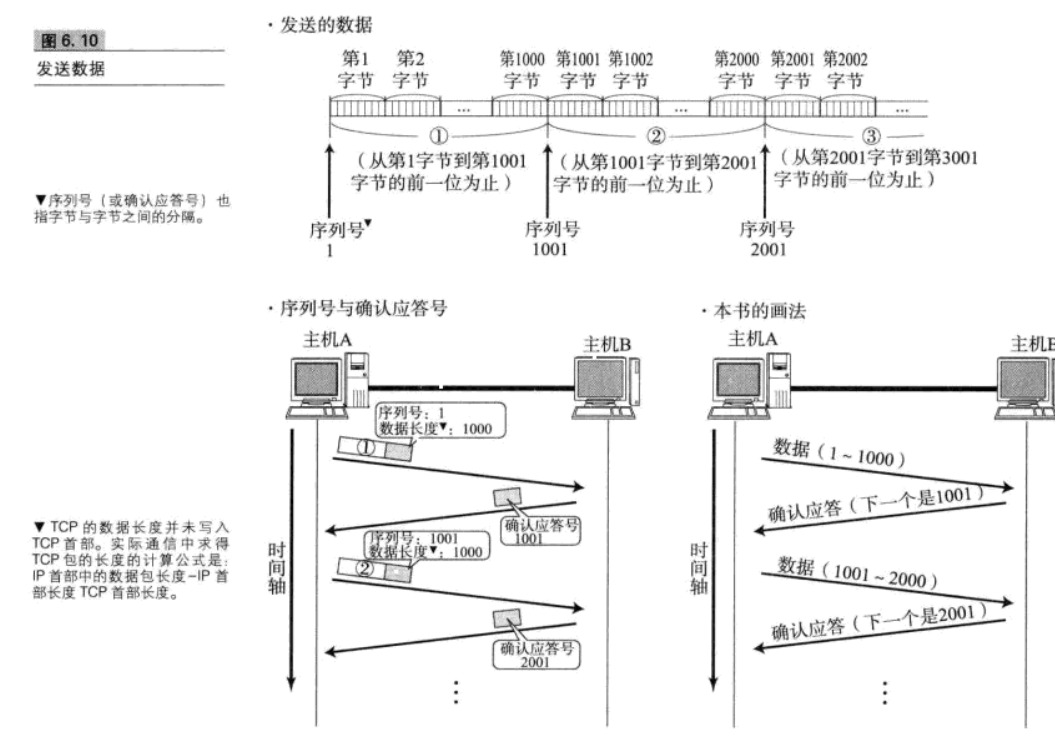 图 6.10
发送数据
▼序列号（或确认应答号）也
指字节与字节之间的分隔。
▼ TCP 的数据长度并未写入
TCP 首部。实际通信中求得
TCP 包的长度的计算公式是：
IP 首部中的数据包长度-IP 首
部长度 TCP 首部长度。
·发送的数据
第1 第2 第1000 第1001 第1002 第2000 第2001 第2002
字节 字节 字节 字节 字节 字节 字节 字节
... ... ...
① ② ③
（从第1字节到第1001
字节的前一位为止）
（从第1001字节到第2001
字节的前一位为止）
（从第2001字节到第3001
字节的前一位为止）
序列号▼
1
序列号
1001
序列号
2001
·序列号与确认应答号
主机A
主机B
序列号：1
数据长度▼：1000
①
确认应答号
1001
序列号：1001
数据长度▼：1000
②
确认应答号
2001
时间轴
⋮
·本书的画法
主机A
主机B
数据（1～1000）
确认应答（下一个是1001）
数据（1001～2000）
确认应答（下一个是2001）
时间轴
⋮